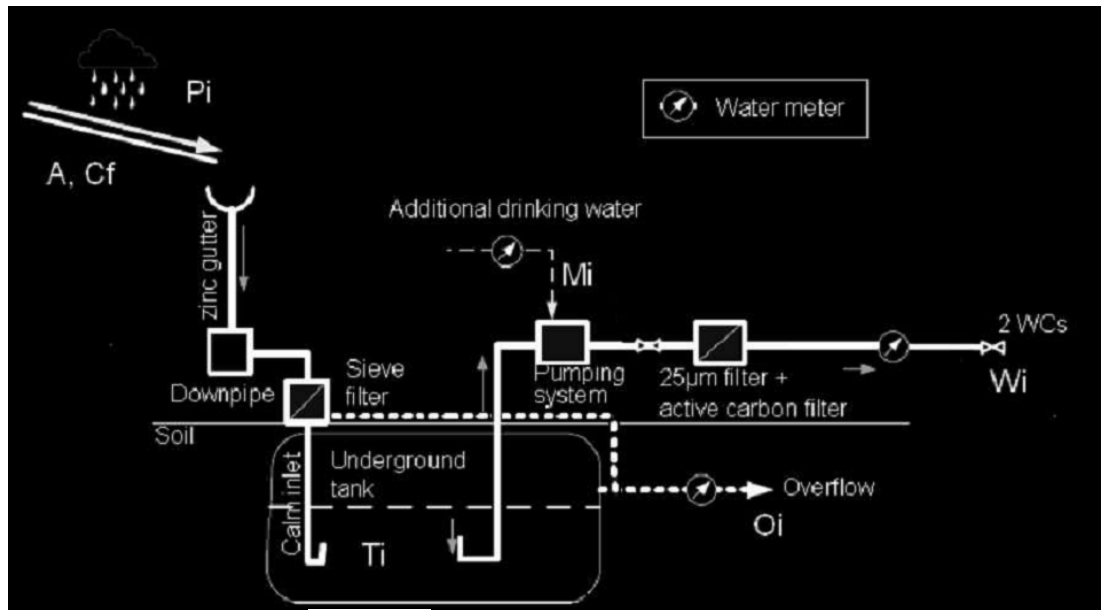 Pi
Water meter
A, Cf
Additional drinking water
zinc gutter
Mi
2 WCs
Sieve
filter
Pumping
system
25µm filter +
active carbon filter
Wi
Downpipe
Soil
Calm inlet
Underground
tank
Overflow
Ti
Oi